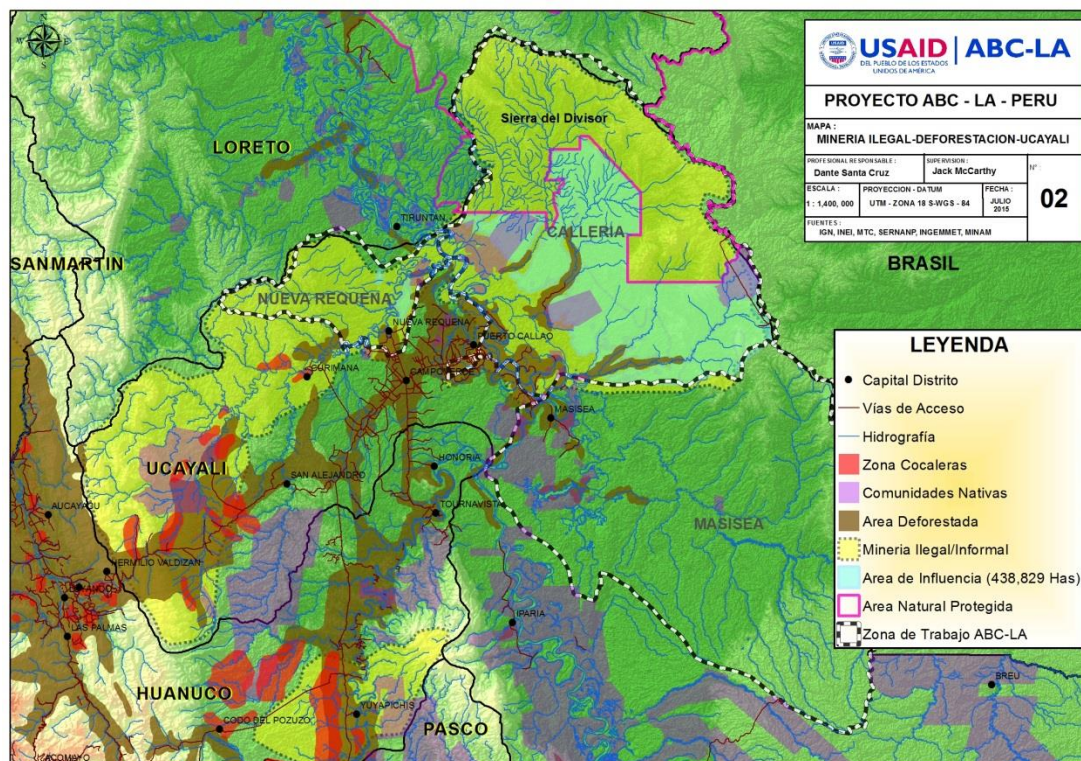 USAID | ABC-LA
DEL PUEBLO DE LOS ESTADOS
UNIDOS DE AMÉRICA
PROYECTO ABC - LA - PERU
MAPA :
MINERIA ILEGAL-DEFORESTACION-UCAYALI
PROFESIONAL RESPONSABLE :
Dante Santa Cruz
SUPERVISION :
Jack McCarthy
N°
02
ESCALA :
1 : 1,400, 000
PROYECCION - DATUM
UTM - ZONA 18 S-WGS - 84
FECHA :
JULIO
2015
FUENTES :
IGN, INEI, MTC, SERNANP, INGEMMET, MINAM
N
W
E
S
Sierra del Divisor
LORETO
TIRUNTAN
CALLERIA
SANMARTIN
BRASIL
NUEVA REQUENA
NUEVA REQUENA
PUERTO CALLAO
CURIMANA
CAMPOVERDE
MASISEA
UCAYALI
HONORIA
SAN ALEJANDRO
AUCAYACU
TOURNAVISTA
MASISEA
HERMILIO VALDIZAN
LAS PALMAS
IPARIA
HUANUCO
BREU
YUYAPICHIS
CODO DEL POZUZO
PASCO
ACOMAYO
LEYENDA
Capital Distrito
Vías de Acceso
Hidrografía
Zona Cocaleras
Comunidades Nativas
Area Deforestada
Mineria Ilegal/Informal
Area de Influencia (438,829 Has)
Area Natural Protegida
Zona de Trabajo ABC-LA